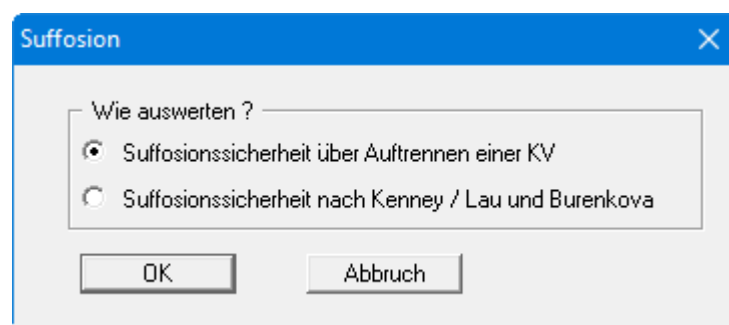 Suffosion
Wie auswerten ?
Suffosionssicherheit über Auftrennen einer KV
Suffosionssicherheit nach Kenney / Lau und Burenkova
OK Abbruch